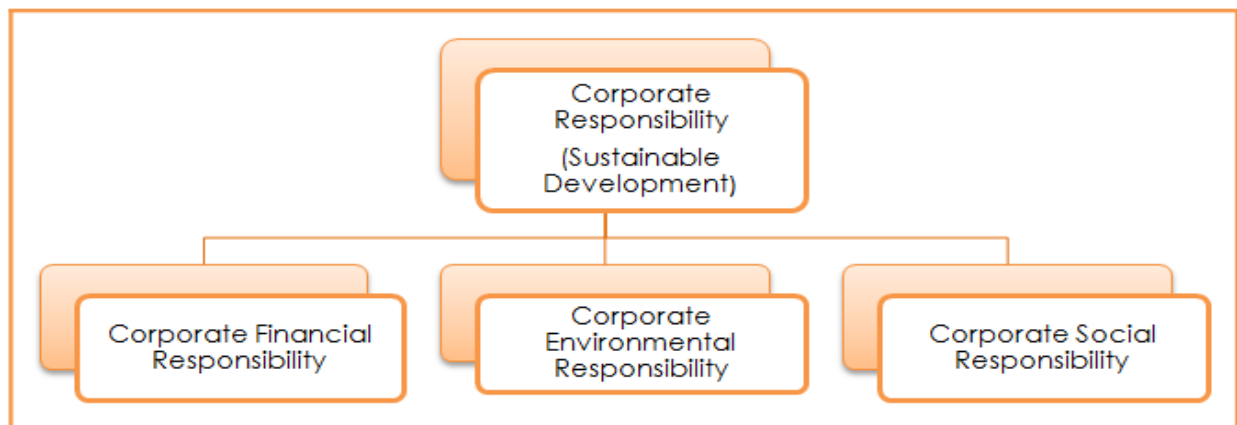 Corporate
Responsibility
(Sustainable
Development)
Corporate Financial
Responsibility
Corporate
Environmental
Responsibility
Corporate Social
Responsibility